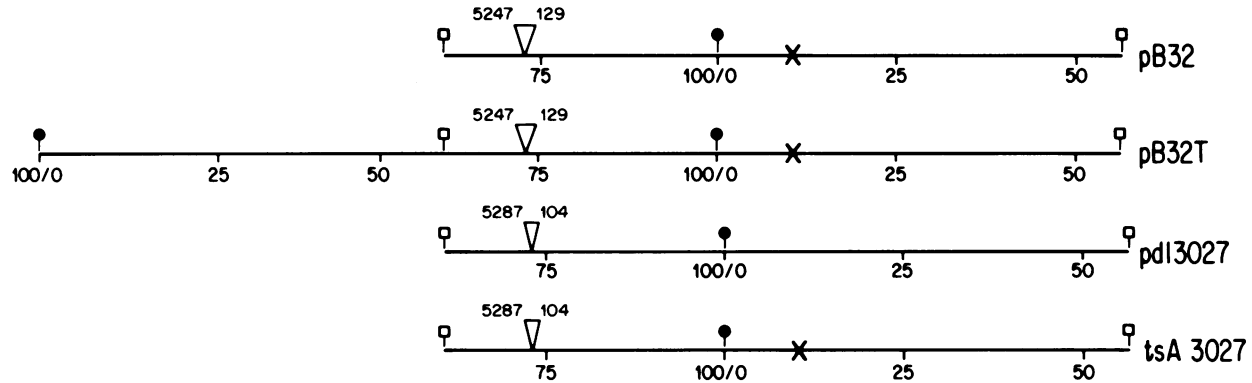 5247 129
75 100/0 25 50 pB32
5247 129
100/0 25 50 75 100/0 25 50 pB32T
5287 104
75 100/0 25 50 pdl3027
5287 104
75 100/0 25 50 tsA 3027